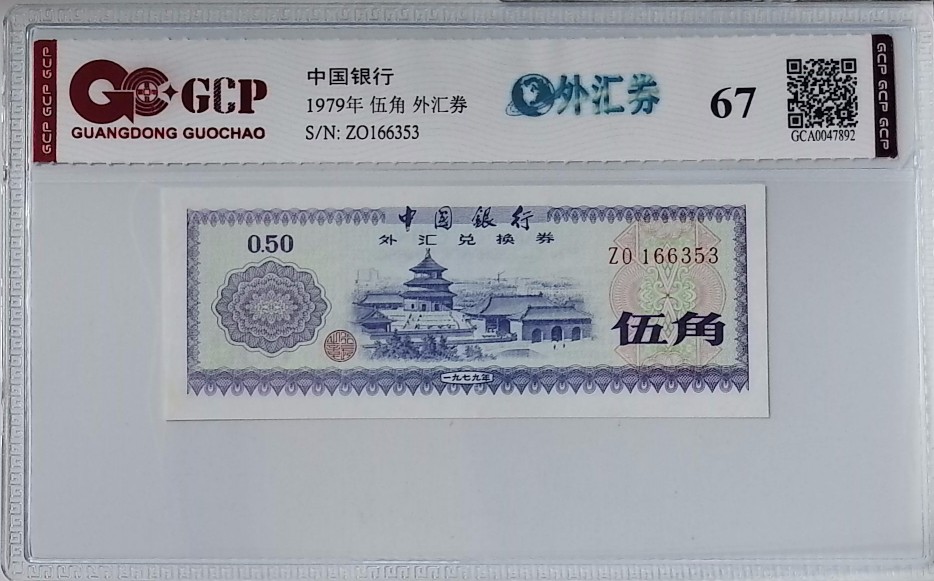 GCP GCP GCP
GCP
GUANGDONG GUOCHAO
中国银行
1979年 伍角 外汇券
S/N: ZO166353
外汇券
67
GCA0047892
GCP GCP GCP
中国銀行
外汇兑换券
0.50
ZO 166353
伍角
一九七九年